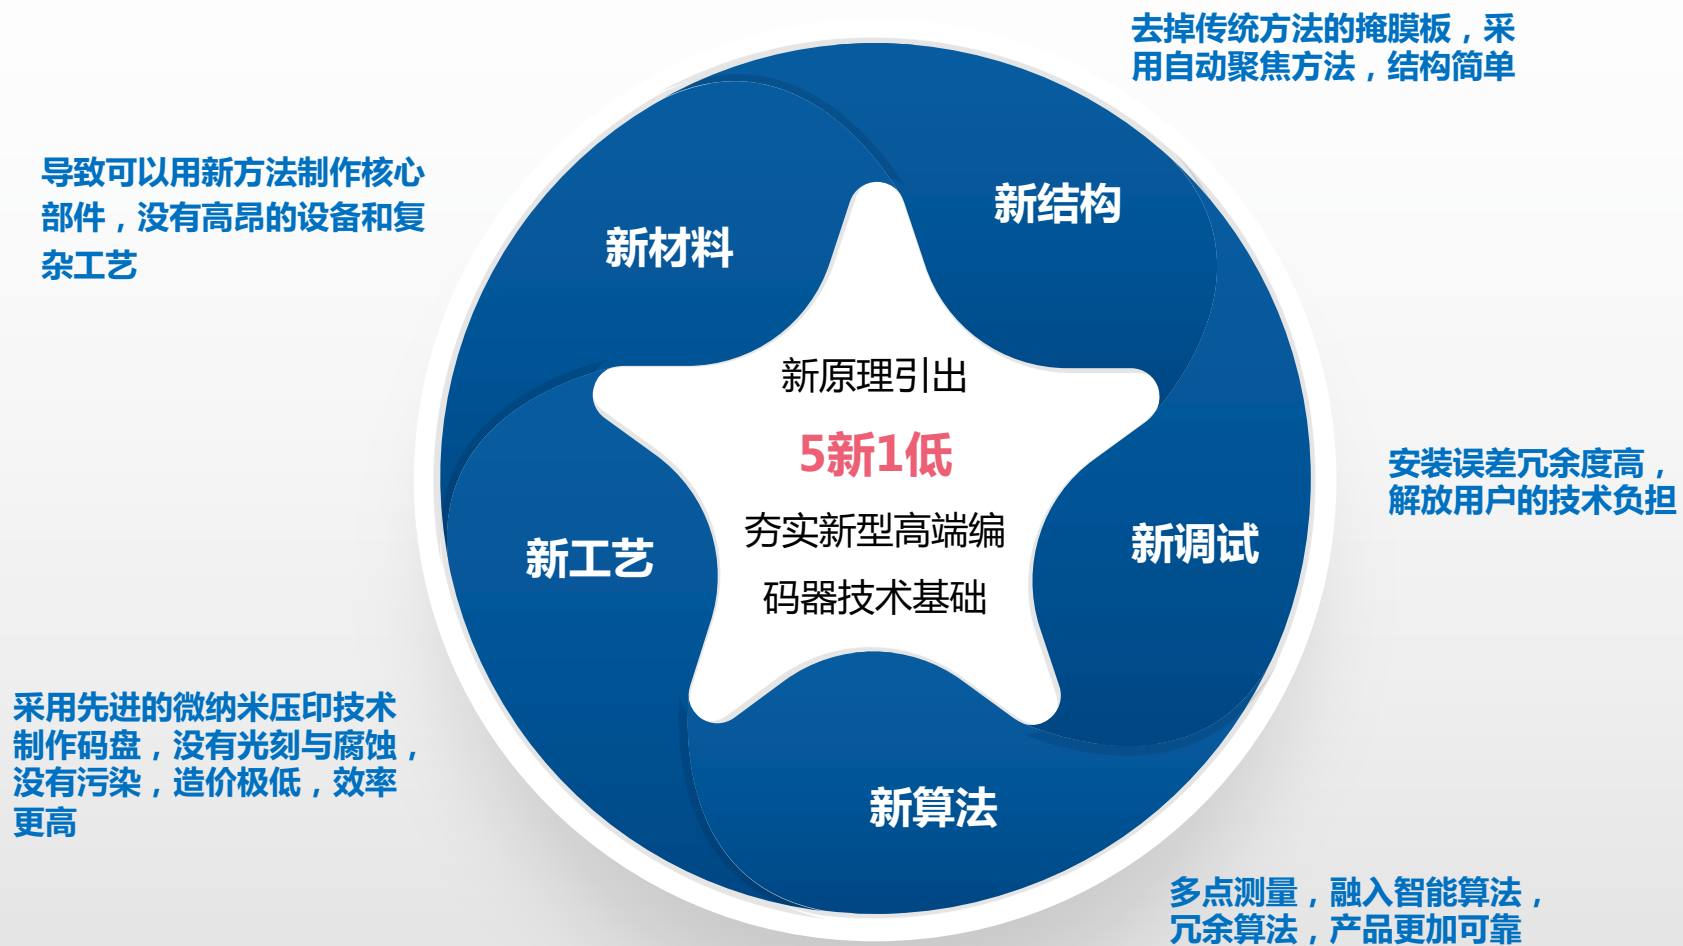 去掉传统方法的掩膜板，采
用自动聚焦方法，结构简单
导致可以用新方法制作核心
部件，没有高昂的设备和复
杂工艺
新结构
新材料
新原理引出
5新1低
夯实新型高端编
码器技术基础
安装误差冗余度高，
解放用户的技术负担
新调试
新工艺
采用先进的微纳米压印技术
制作码盘，没有光刻与腐蚀，
没有污染，造价极低，效率
更高
新算法
多点测量，融入智能算法，
冗余算法，产品更加可靠